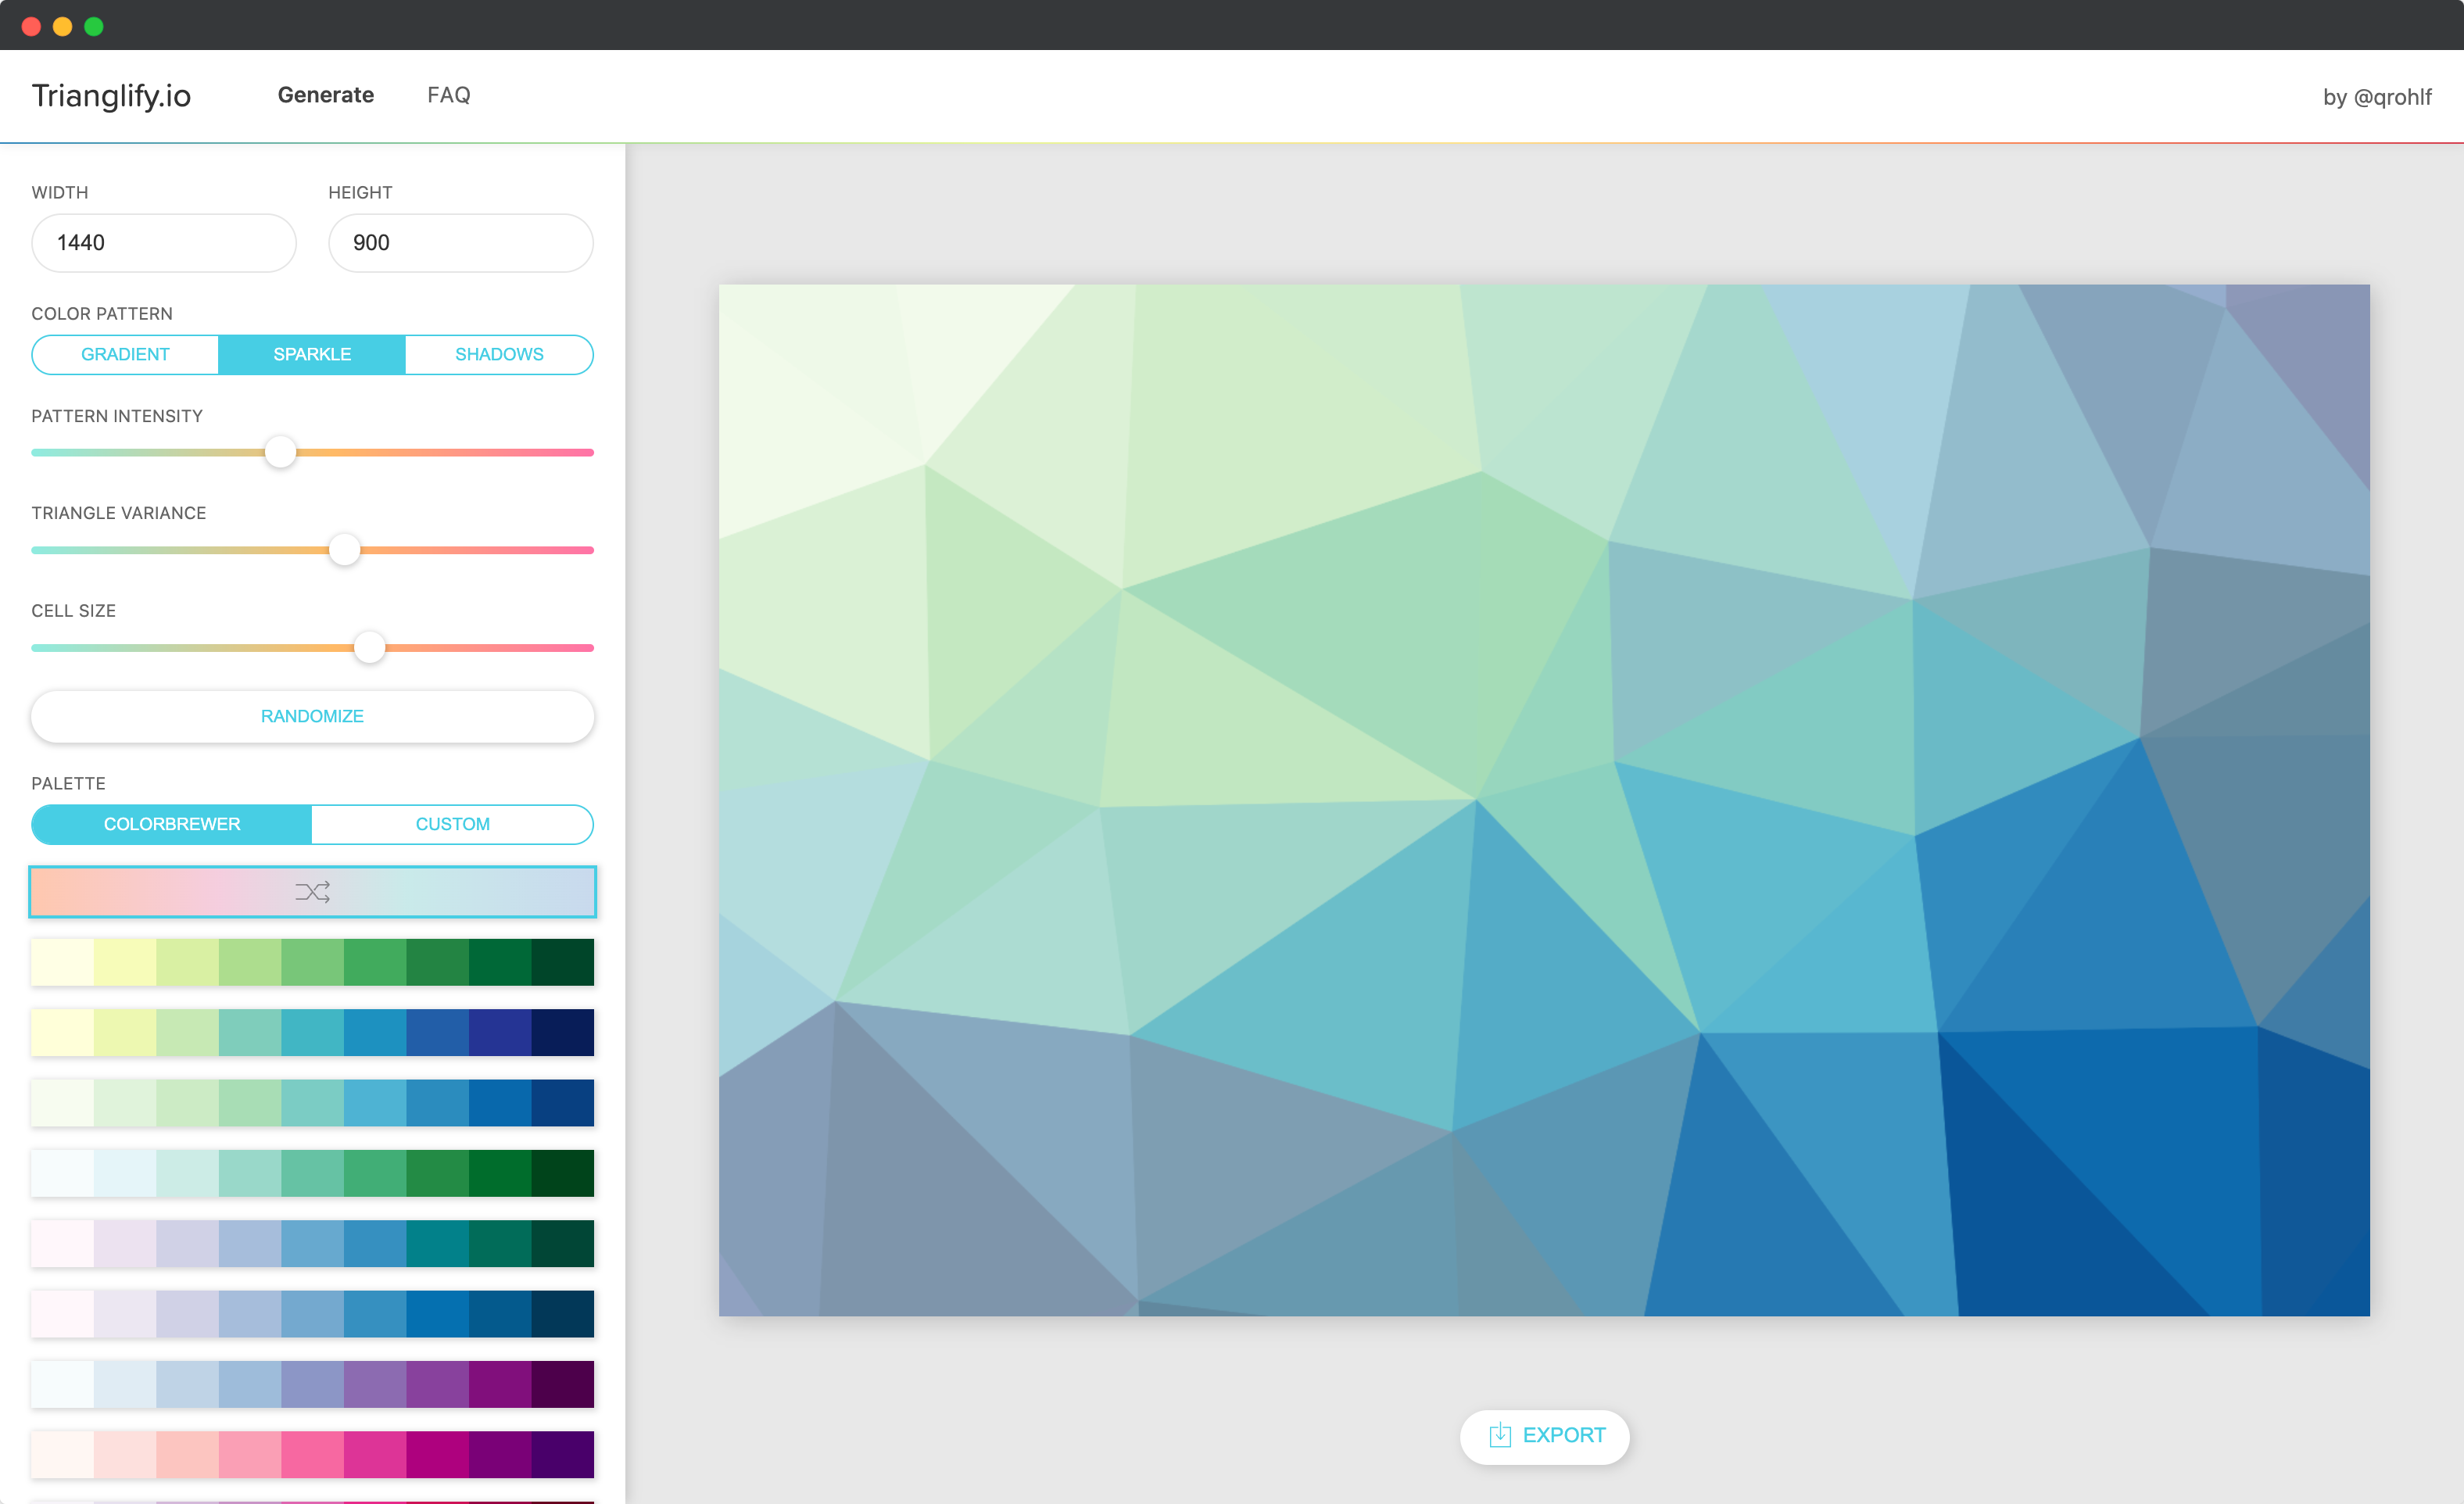 Trianglify.io
Generate
FAQ
by @qrohlf
WIDTH
HEIGHT
1440
900
COLOR PATTERN
GRADIENT
SPARKLE
SHADOWS
PATTERN INTENSITY
TRIANGLE VARIANCE
CELL SIZE
RANDOMIZE
PALETTE
COLORBREWER
CUSTOM
EXPORT